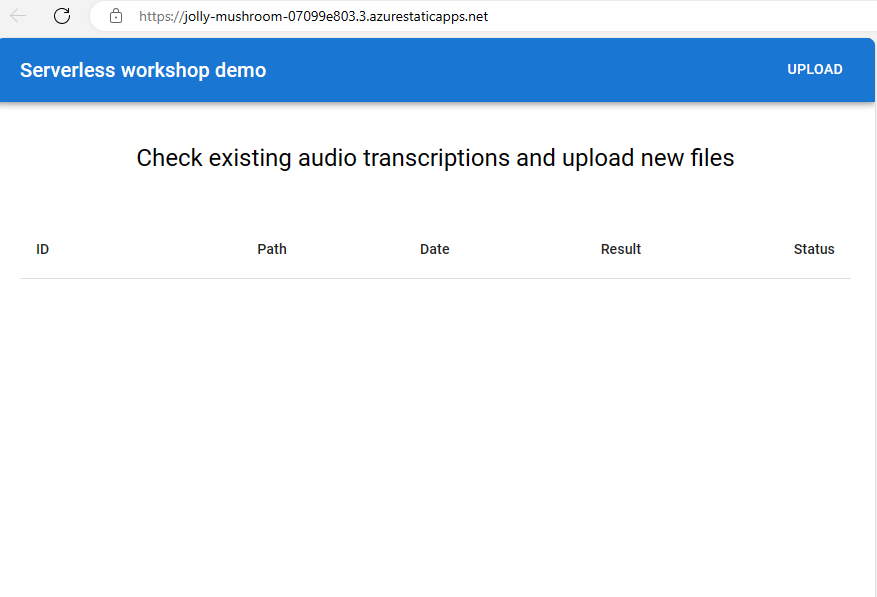 https://jolly-mushroom-07099e803.3.azurestaticapps.net
Serverless workshop demo UPLOAD
Check existing audio transcriptions and upload new files
ID Path Date Result Status